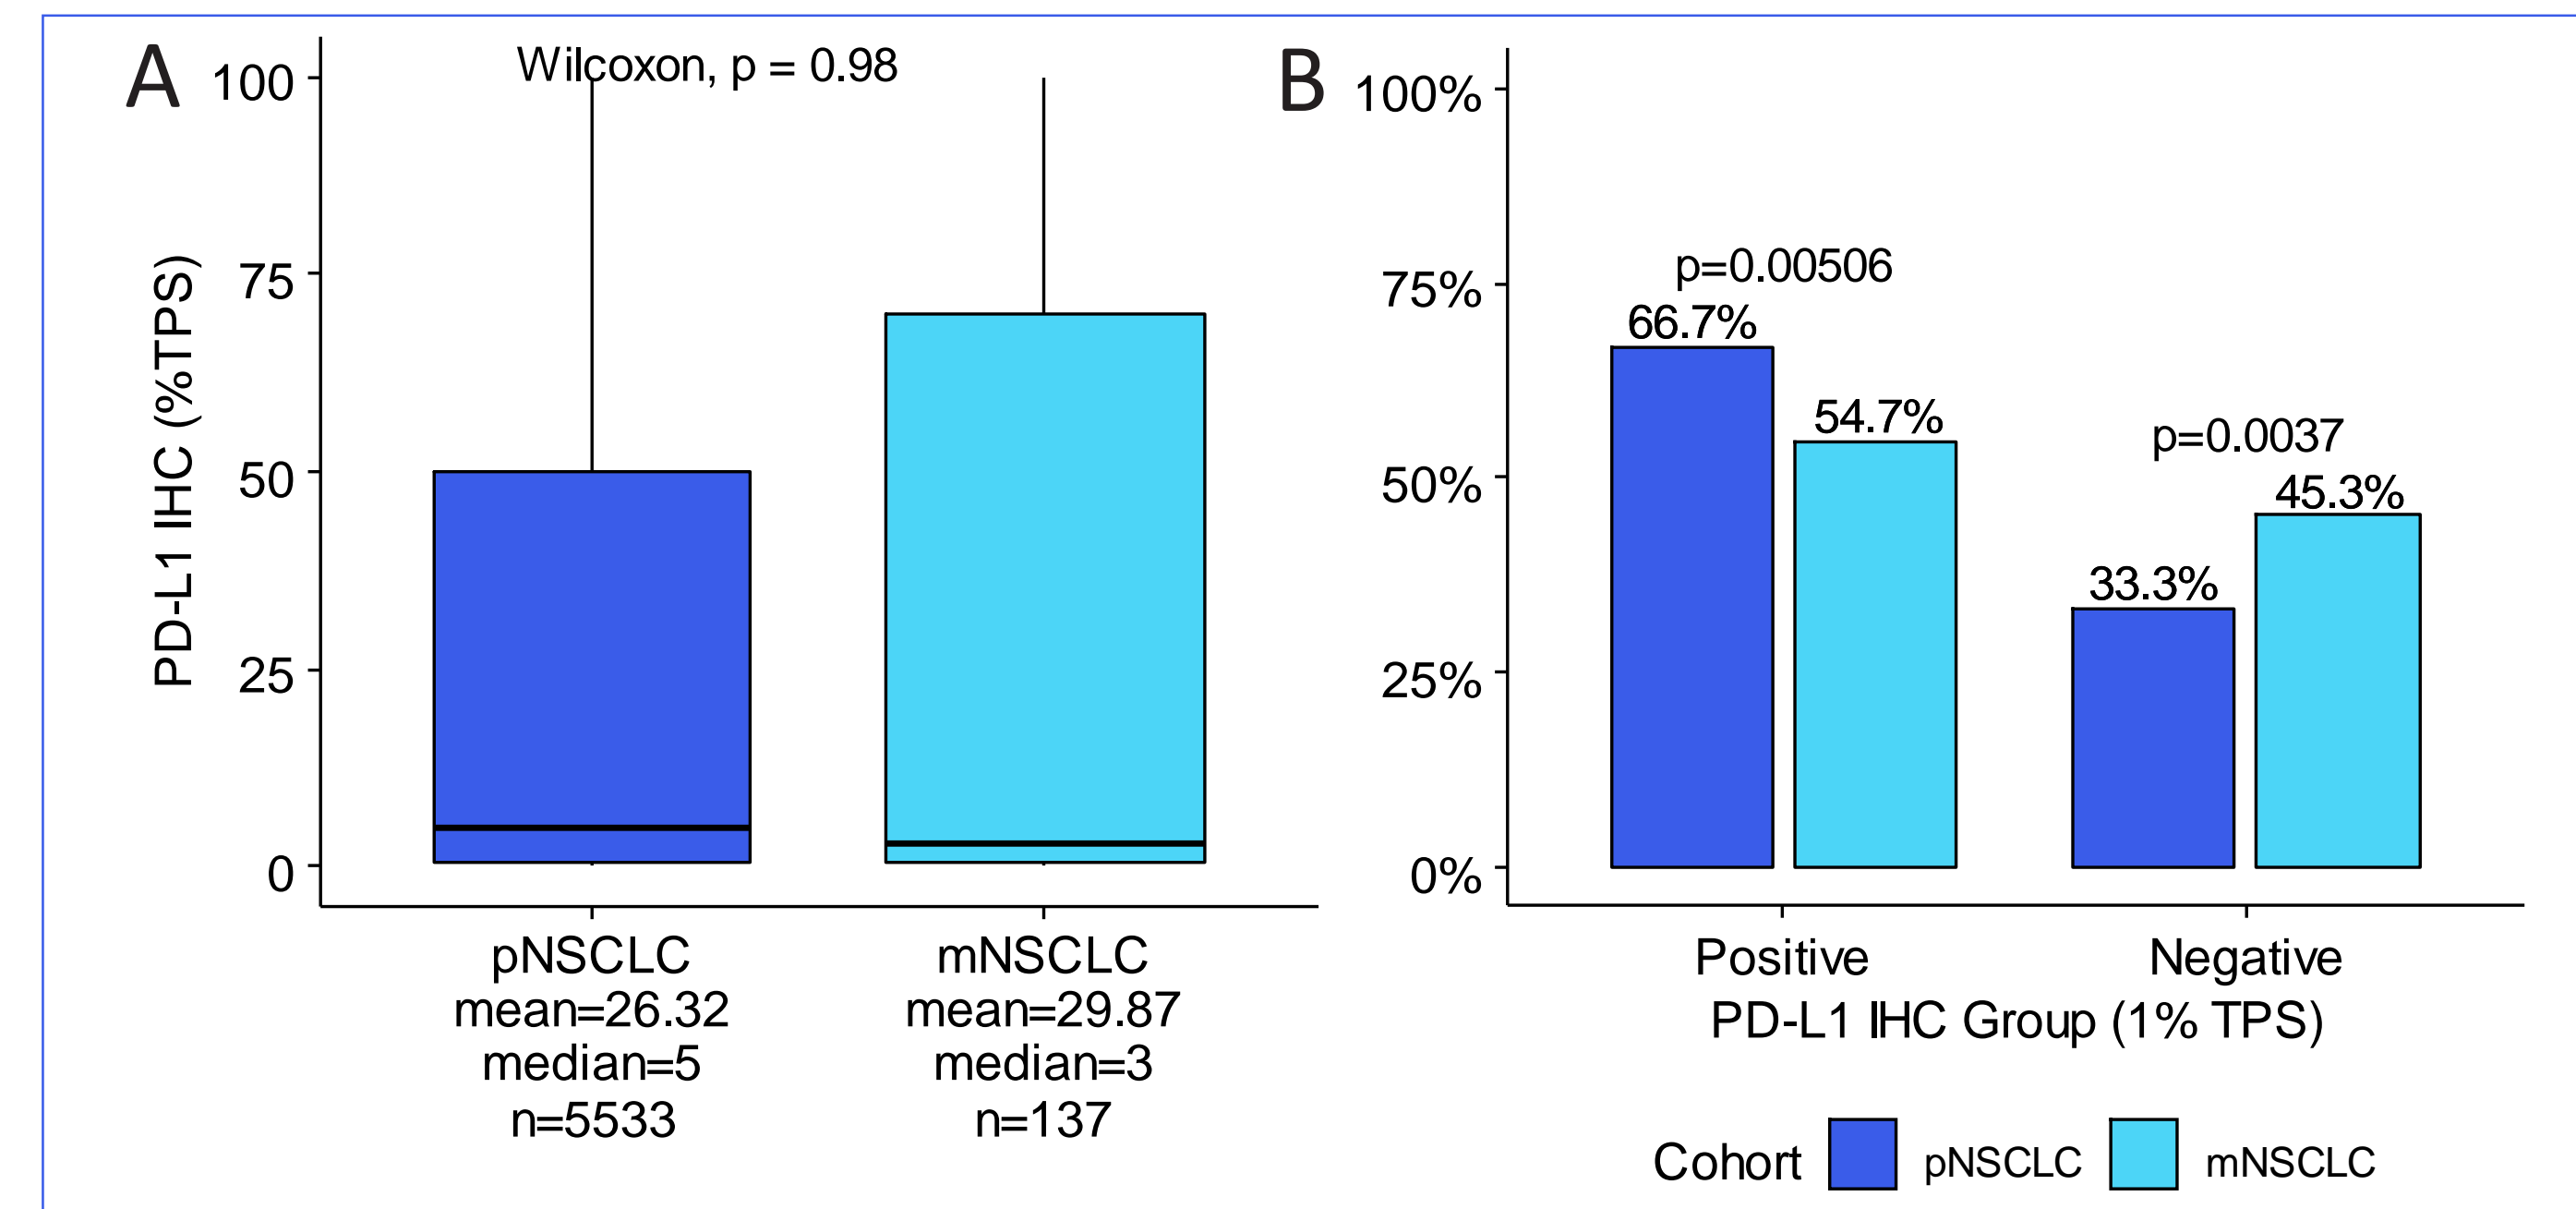 A
Wilcoxon, p = 0.98
100
75
50
25
0
PD-L1 IHC (%TPS)
pNSCLC
mean=26.32
median=5
n=5533
mNSCLC
mean=29.87
median=3
n=137
B
100%
75%
50%
25%
0%
p=0.00506
66.7%
54.7%
p=0.0037
45.3%
33.3%
Positive
Negative
PD-L1 IHC Group (1% TPS)
Cohort pNSCLC mNSCLC